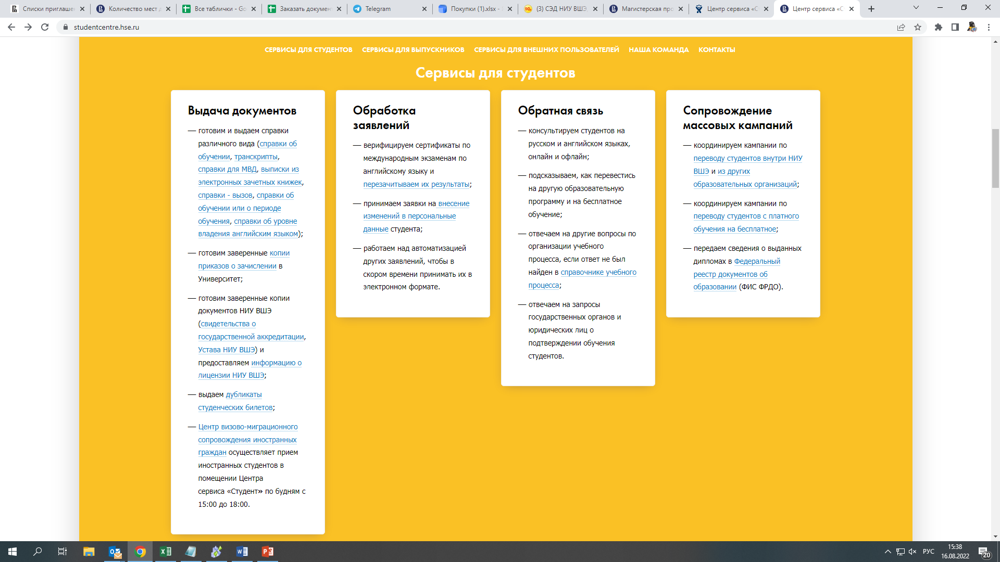 Списки приглашен
Количество мест д
Все таблички - Go
Заказать документ
Telegram
Покупки (1).xlsx -
(3) СЭД НИУ ВШЭ
Магистерская про
Центр сервиса «С
Центр сервиса «С
studentcentre.hse.ru
СЕРВИСЫ ДЛЯ СТУДЕНТОВ СЕРВИСЫ ДЛЯ ВЫПУСКНИКОВ СЕРВИСЫ ДЛЯ ВНЕШНИХ ПОЛЬЗОВАТЕЛЕЙ НАША КОМАНДА КОНТАКТЫ
Сервисы для студентов
Выдача документов
— готовим и выдаем справки
различного вида (справки об
обучении, транскрипты,
справки для МВД, выписки из
электронных зачетных книжек,
справки - вызов, справки об
обучении или о периоде
обучения, справки об уровне
владения английским языком);
— готовим заверенные копии
приказов о зачислении в
Университет;
— готовим заверенные копии
документов НИУ ВШЭ
(свидетельства о
государственной аккредитации,
Устава НИУ ВШЭ) и
предоставляем информацию о
лицензии НИУ ВШЭ;
— выдаем дубликаты
студенческих билетов;
— Центр визово-миграционного
сопровождения иностранных
граждан осуществляет прием
иностранных студентов в
помещении Центра
сервиса «Студент» по будням с
15:00 до 18:00.
Обработка
заявлений
— верифицируем сертификаты по
международным экзаменам по
английскому языку и
перезачитываем их результаты;
— принимаем заявки на внесение
изменений в персональные
данные студента;
— работаем над автоматизацией
других заявлений, чтобы в
скором времени принимать их в
электронном формате.
Обратная связь
— консультируем студентов на
русском и английском языках,
онлайн и офлайн;
— подсказываем, как перевестись
на другую образовательную
программу и на бесплатное
обучение;
— отвечаем на другие вопросы по
организации учебного
процесса, если ответ не был
найден в справочнике учебного
процесса;
— отвечаем на запросы
государственных органов и
юридических лиц о
подтверждении обучения
студентов.
Сопровождение
массовых кампаний
— координируем кампании по
переводу студентов внутри НИУ
ВШЭ и из других
образовательных организаций;
— координируем кампании по
переводу студентов с платного
обучения на бесплатное;
— передаем сведения о выданных
дипломах в Федеральный
реестр документов об
образовании (ФИС ФРДО).
РУС
15:38
16.08.2022
20